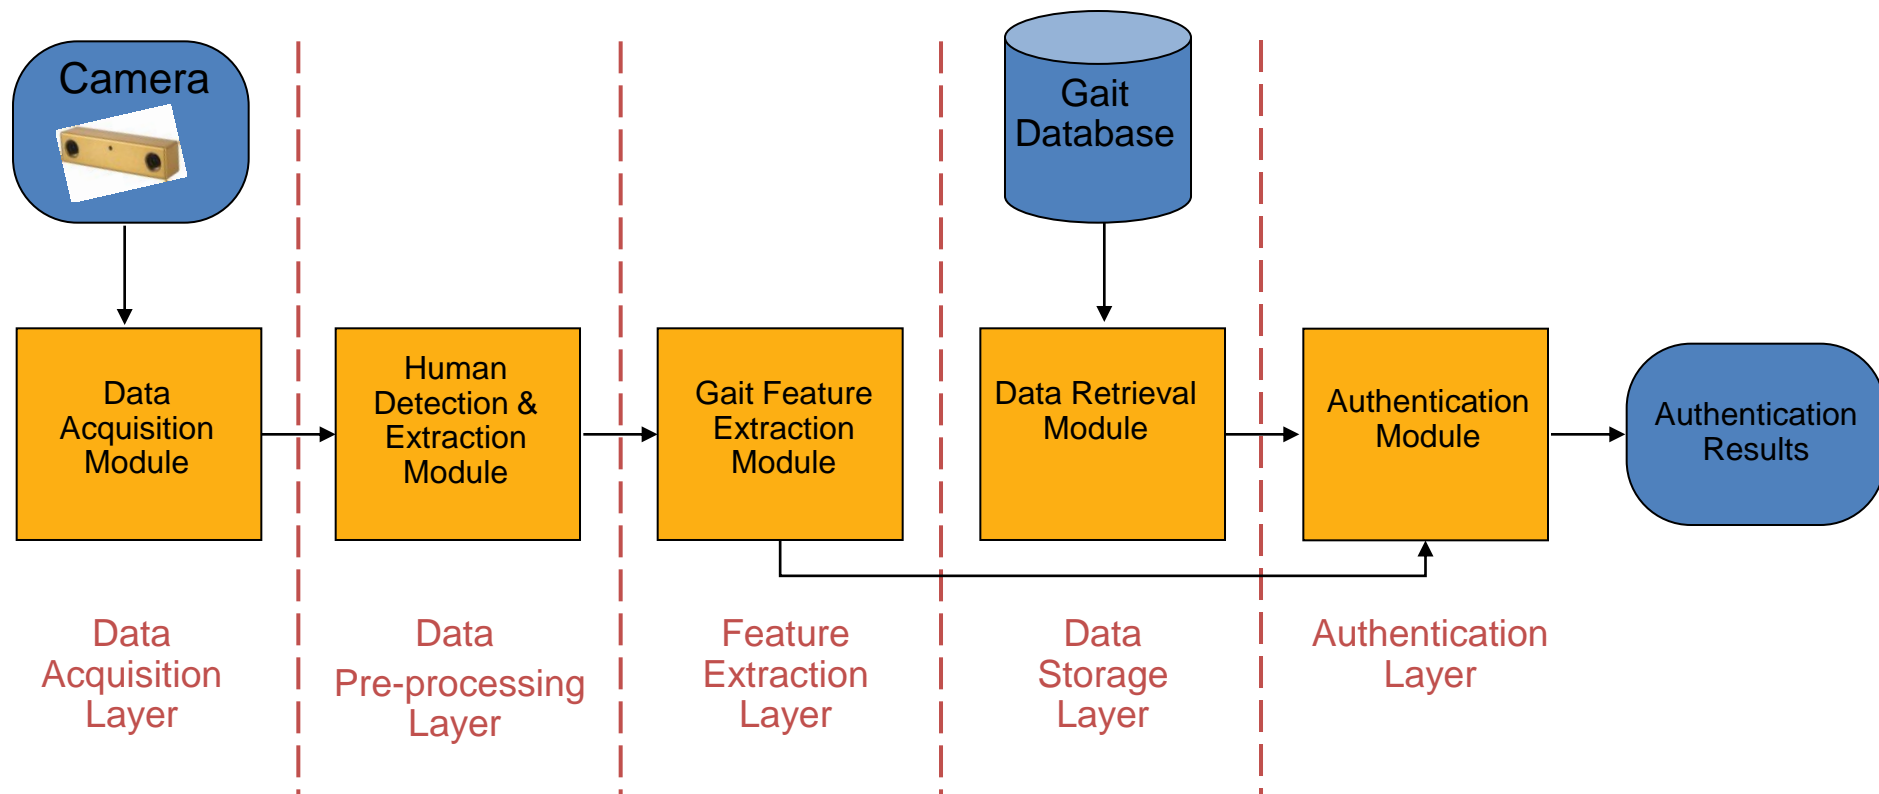 Camera
Gait
Database
Data
Acquisition
Module
Human
Detection &
Extraction
Module
Gait Feature
Extraction
Module
Data Retrieval
Module
Authentication
Module
Authentication
Results
Data
Acquisition
Layer
Data
Pre-processing
Layer
Feature
Extraction
Layer
Data
Storage
Layer
Authentication
Layer